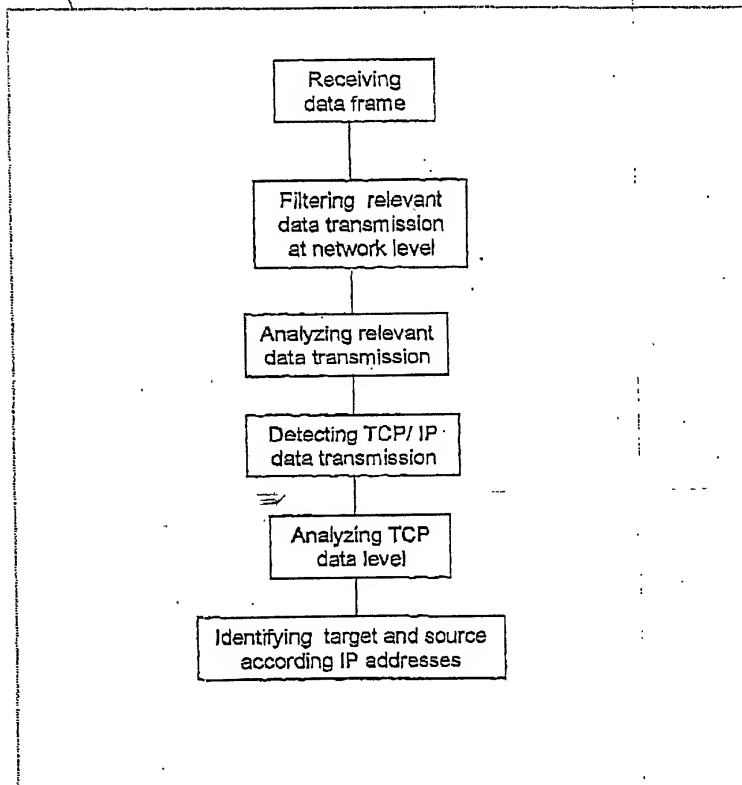 Receiving
data frame
Filtering relevant
data transmission
at network level
Analyzing relevant
data transmission
Detecting TCP/ IP
data transmission
Analyzing TCP
data level
Identifying target and source
according IP addresses